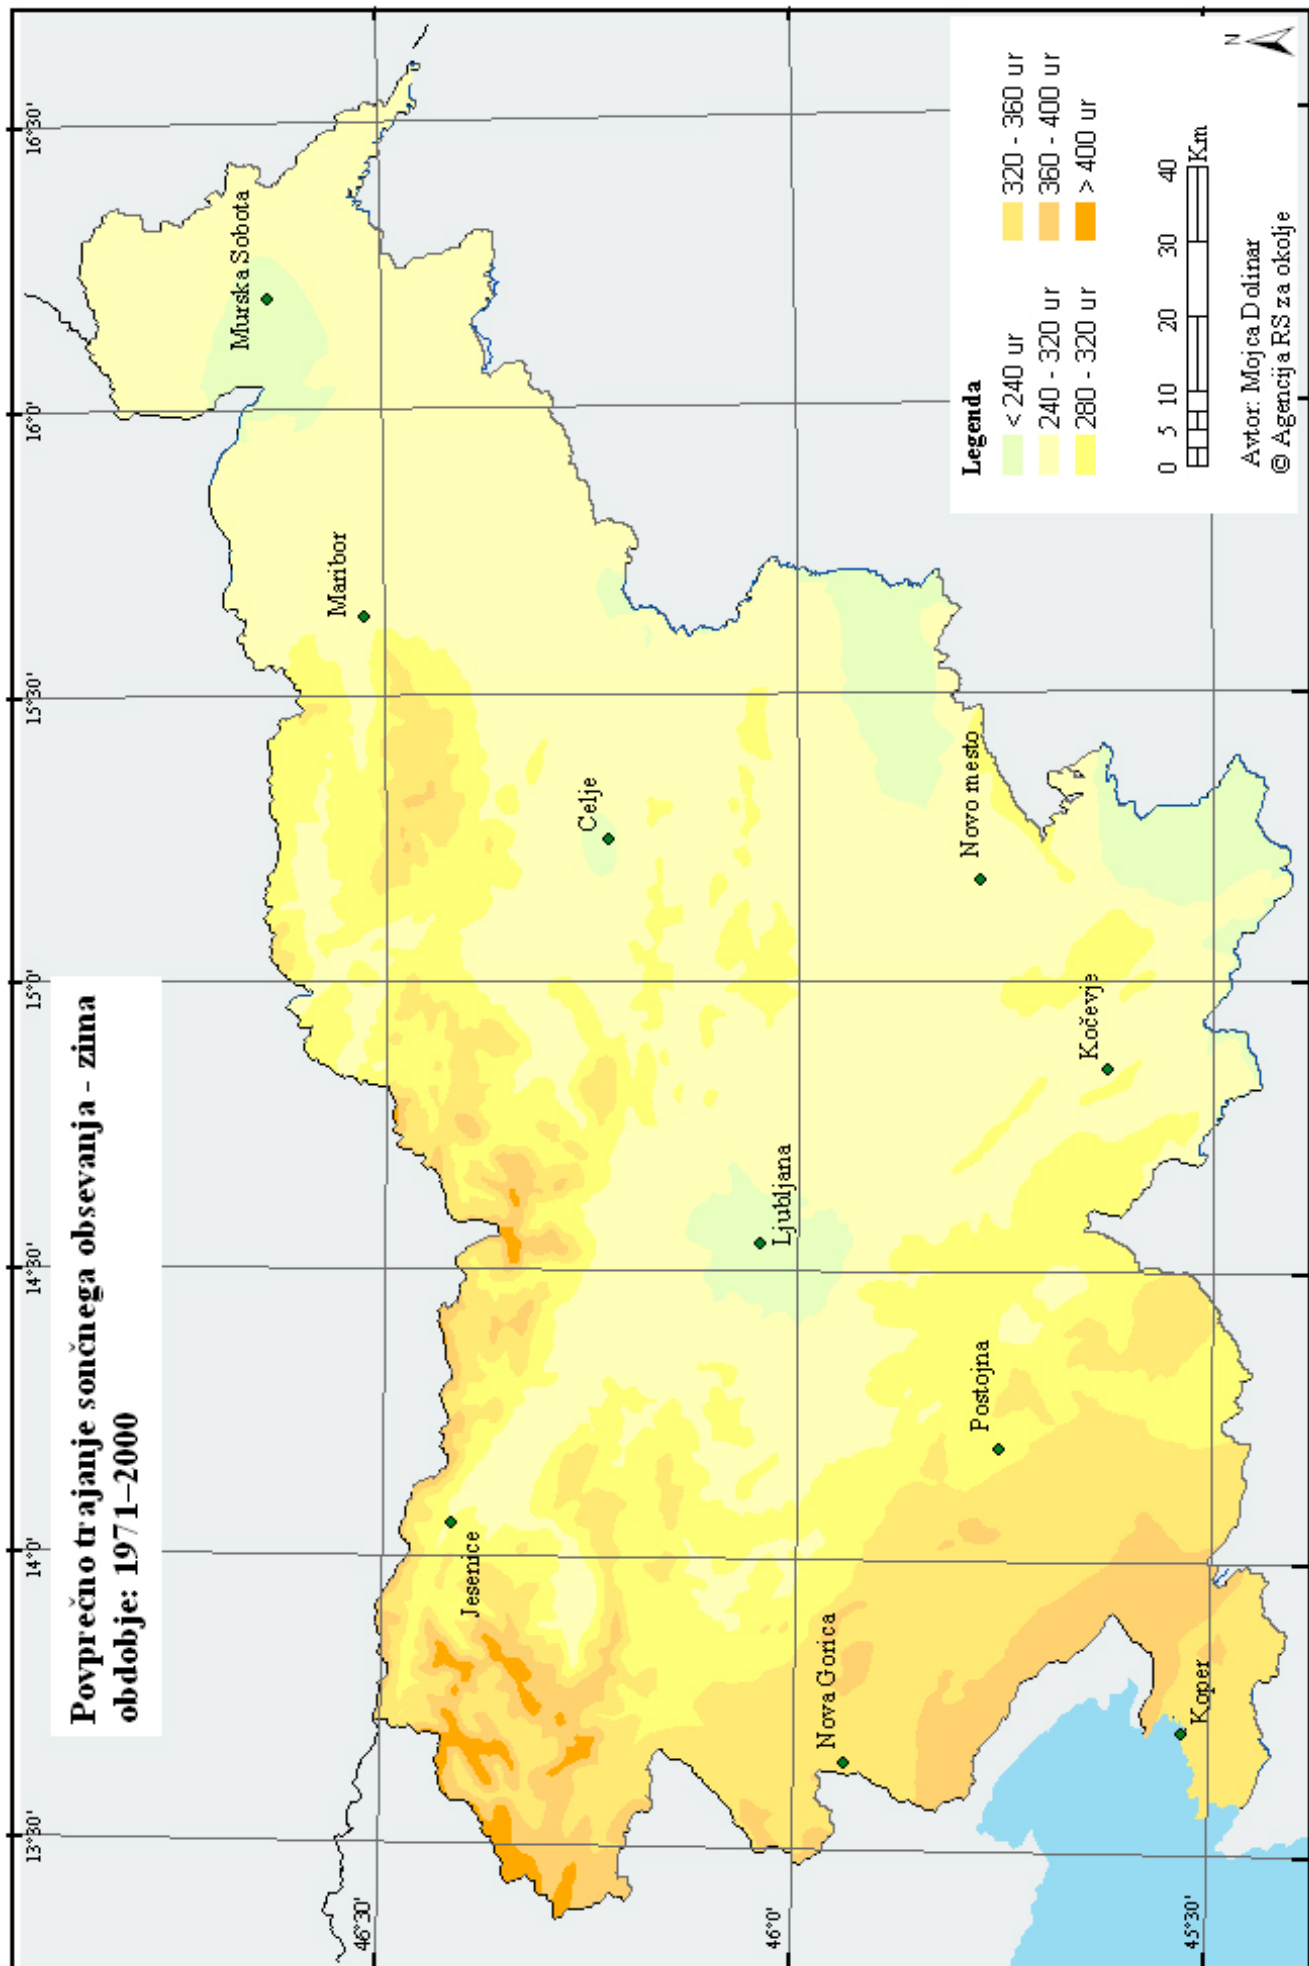 Povprečno trajanje sončnega obsevanja - zima
obdobje: 1971–2000
13°30'
14°0'
14°30'
15°0'
15°30'
16°0'
16°30'
46°30'
46°0'
45°30'
Murska Sobota
Maribor
Celje
Jesenice
Ljubljana
Novo mesto
Nova Gorica
Postojna
Kočevje
Koper
Legenda
< 240 ur
240 - 320 ur
280 - 320 ur
320 - 360 ur
360 - 400 ur
> 400 ur
0 5 10 20 30 40
Km
Avtor: Mojca Dolinar
© Agencija RS za okolje
N